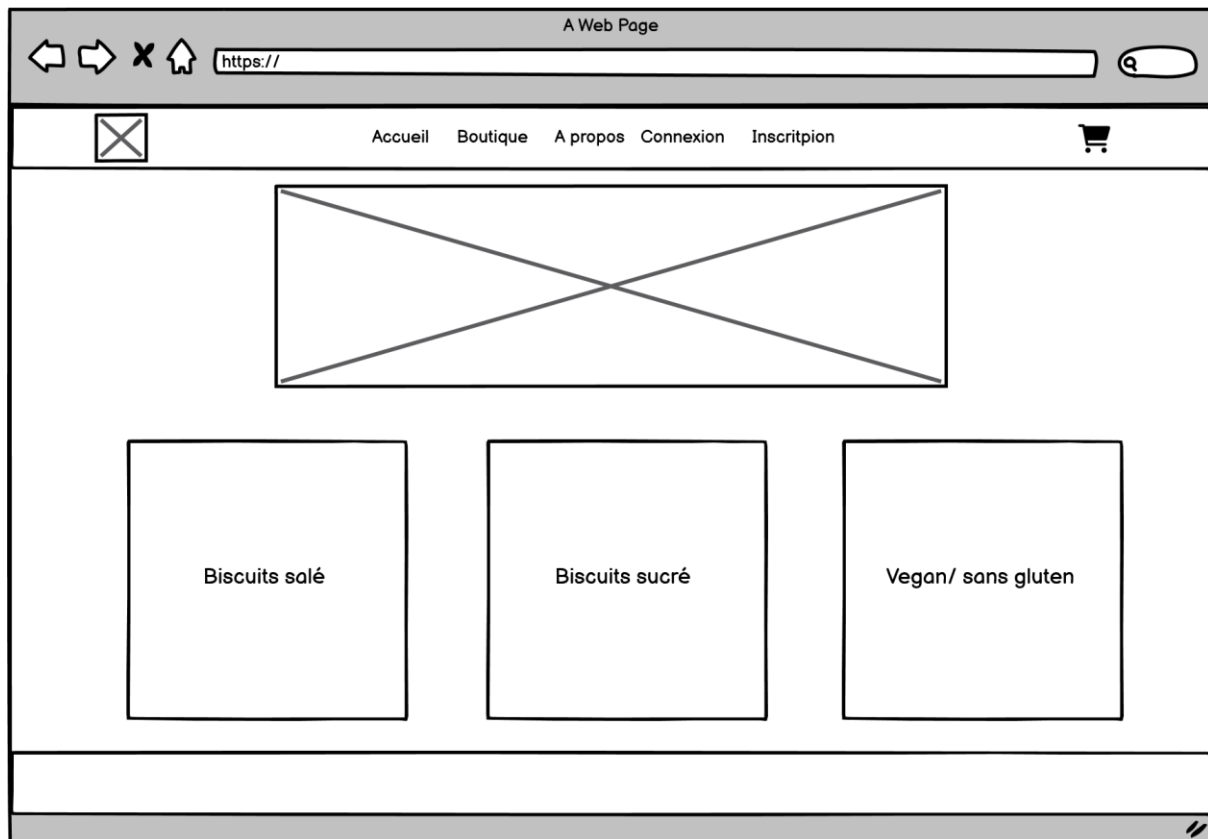 A Web Page
https://
Accueil Boutique A propos Connexion Inscritpion
Biscuits salé
Biscuits sucré
Vegan/ sans gluten